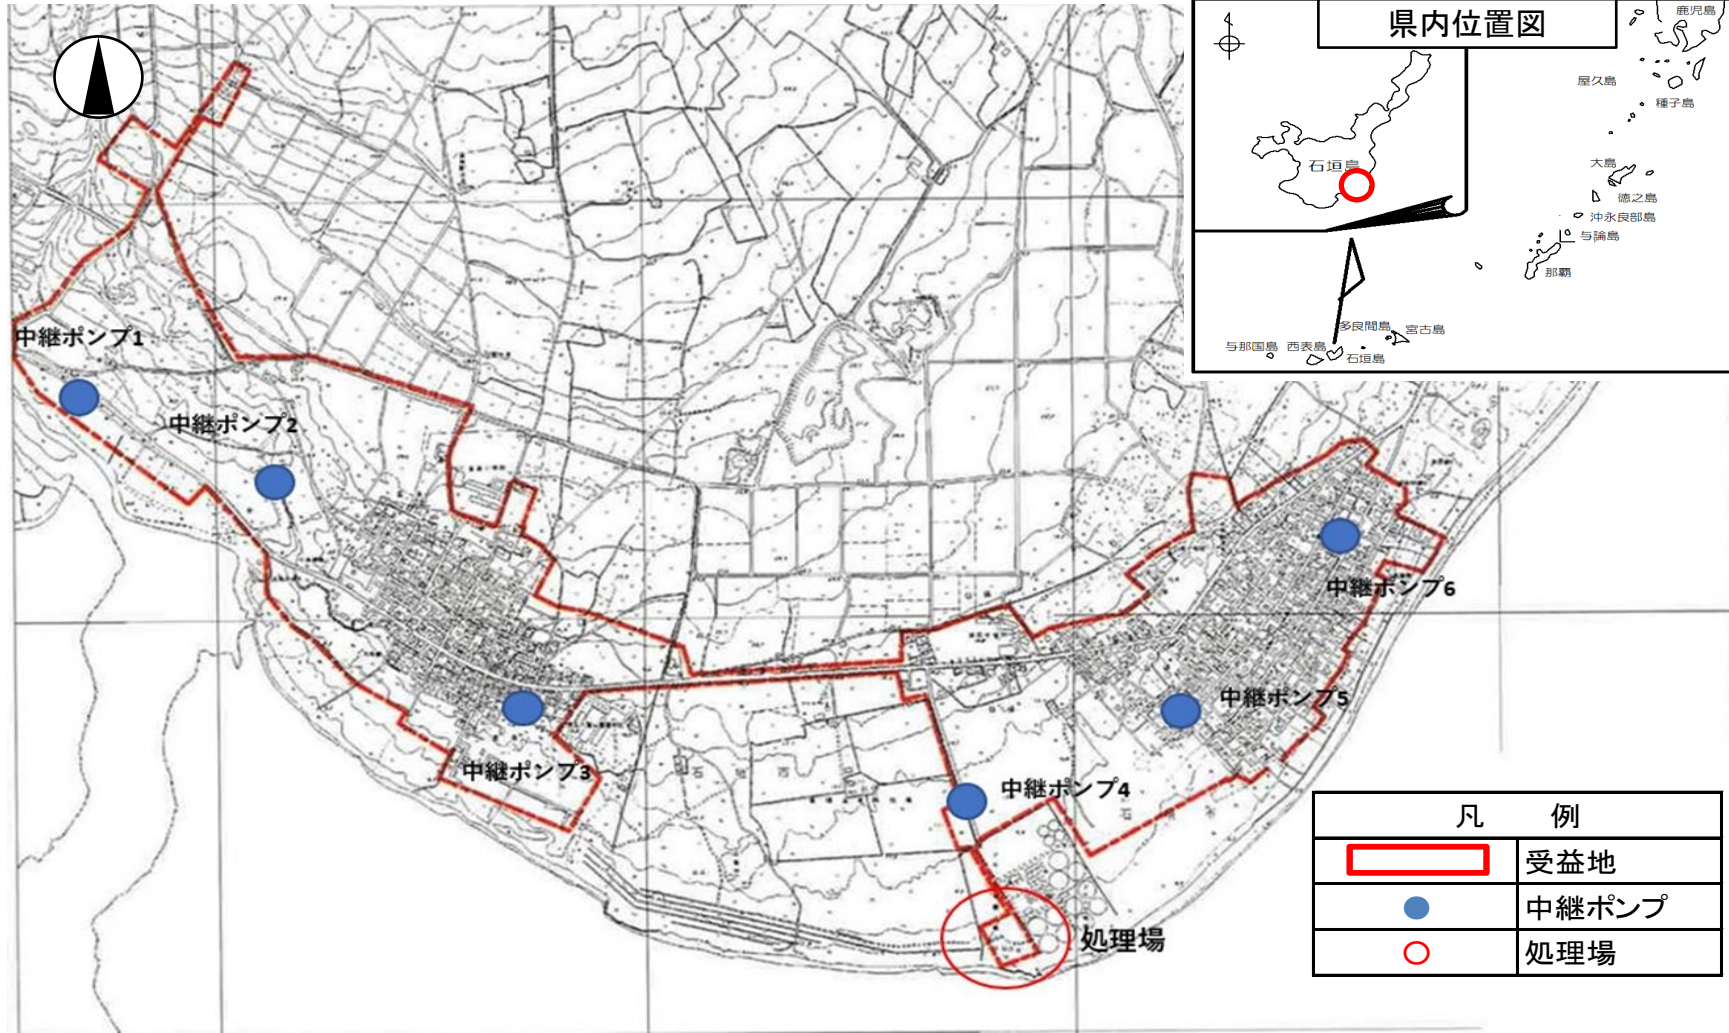 県内位置図
鹿児島
屋久島
種子島
大島
徳之島
沖永良部島
与論島
那覇
石垣島
多良間島
宮古島
与那国島
西表島
石垣島
中継ポンプ1
中継ポンプ2
中継ポンプ3
中継ポンプ4
中継ポンプ5
中継ポンプ6
処理場
凡 例
受益地
中継ポンプ
処理場